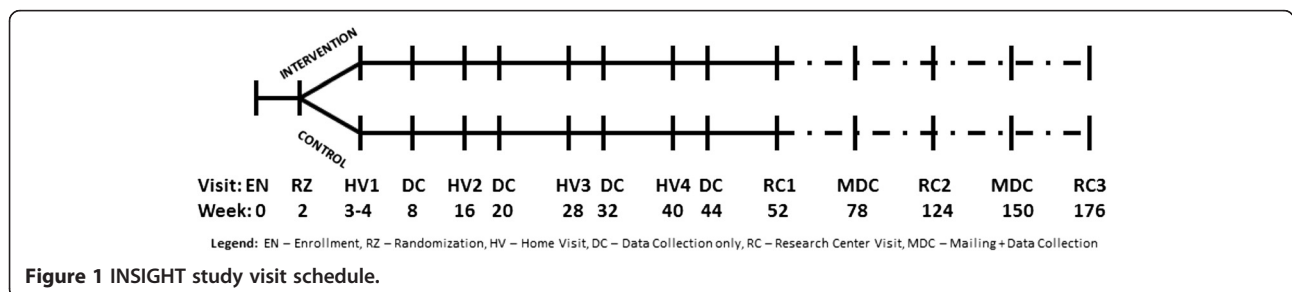 INTERVENTION
CONTROL
Visit: EN RZ HV1 DC HV2 DC HV3 DC HV4 DC RC1 MDC RC2 MDC RC3
Week: 0 2 3-4 8 16 20 28 32 40 44 52 78 124 150 176
Legend: EN – Enrollment, RZ – Randomization, HV – Home Visit, DC – Data Collection only, RC – Research Center Visit, MDC – Mailing + Data Collection
Figure 1 INSIGHT study visit schedule.